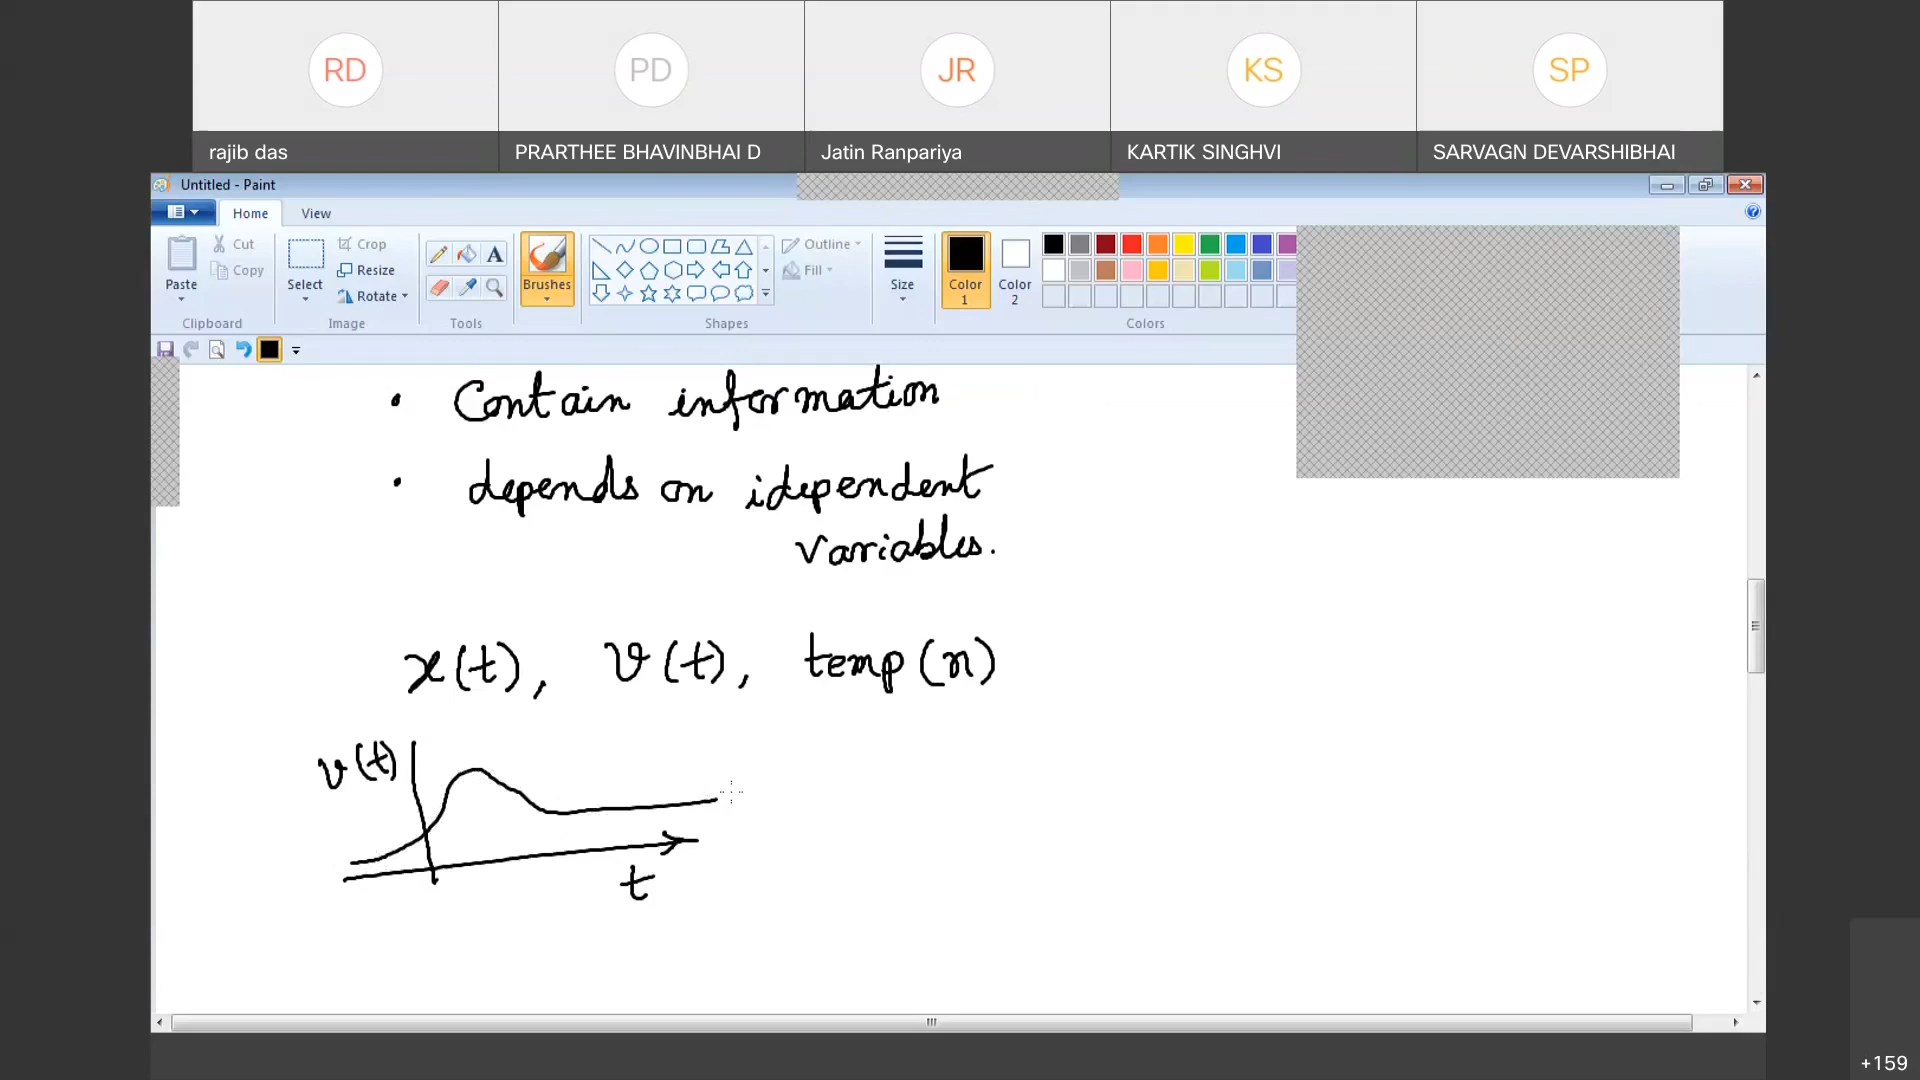 RD PD JR KS SP
rajib das PRARTHEE BHAVINBHAI D Jatin Ranpariya KARTIK SINGHVI SARVAGN DEVARSHIBHAI
Untitled - Paint
Home View
Paste Cut Copy
Clipboard
Select Crop Resize Rotate
Image
A
Tools
Brushes
Outline Fill
Shapes
Size
Color 1 Color 2
Colors
• Contain information
• depends on idependent
variables.
x(t), v(t), temp(n)
v(t)
t
+159